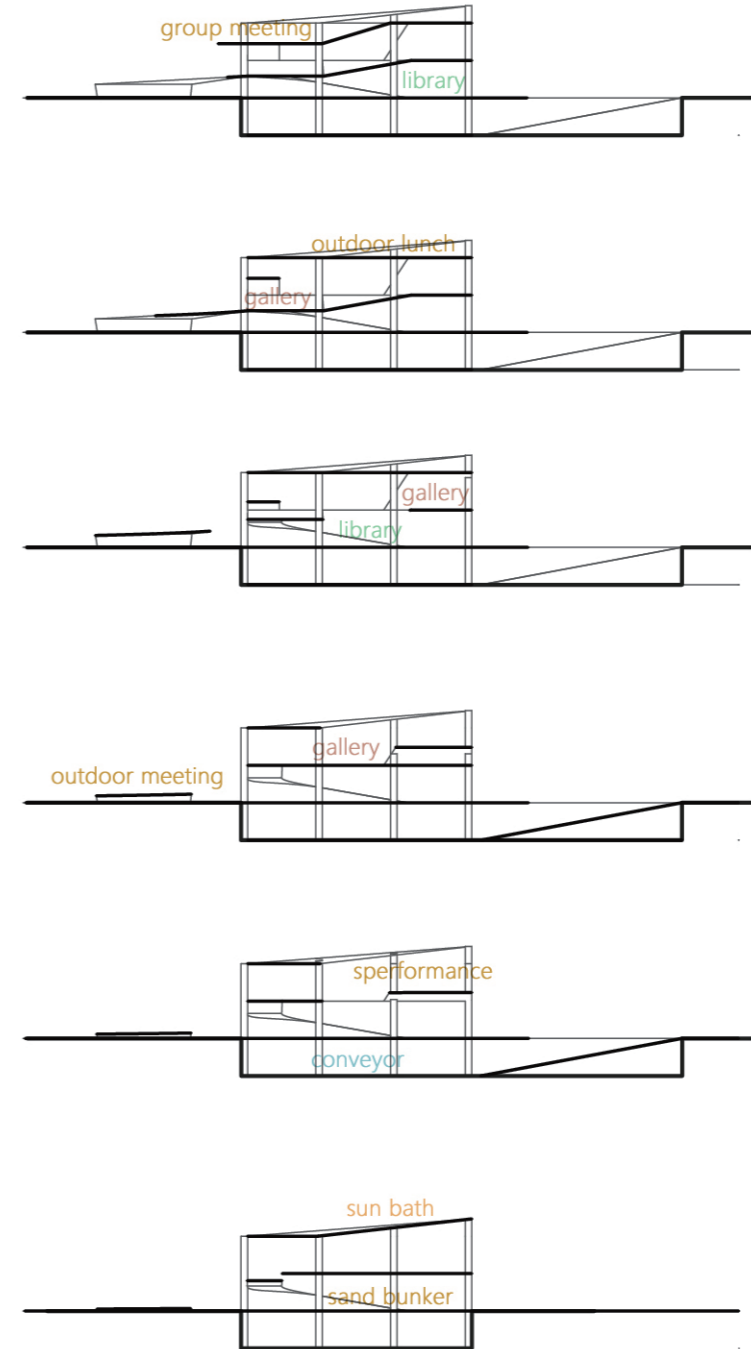 group meeting
library
outdoor lunch
gallery
gallery
library
gallery
outdoor meeting
sperformance
conveyor
sun bath
sand bunker